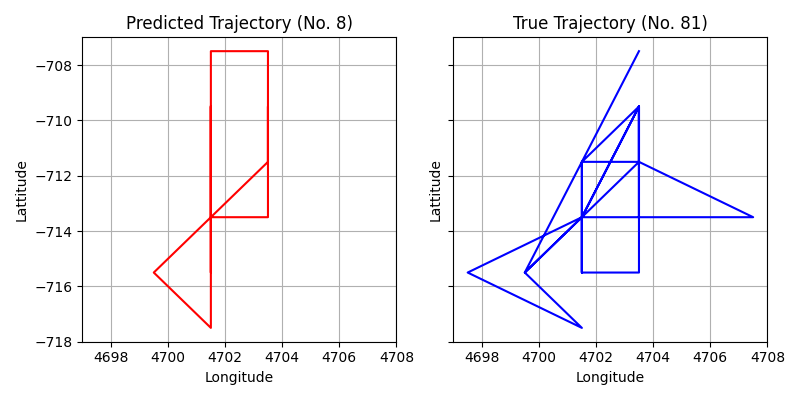 Predicted Trajectory (No. 8)
True Trajectory (No. 81)
Lattitude
−708
−710
−712
−714
−716
−718
4698 4700 4702 4704 4706 4708
Longitude
Lattitude
4698 4700 4702 4704 4706 4708
Longitude